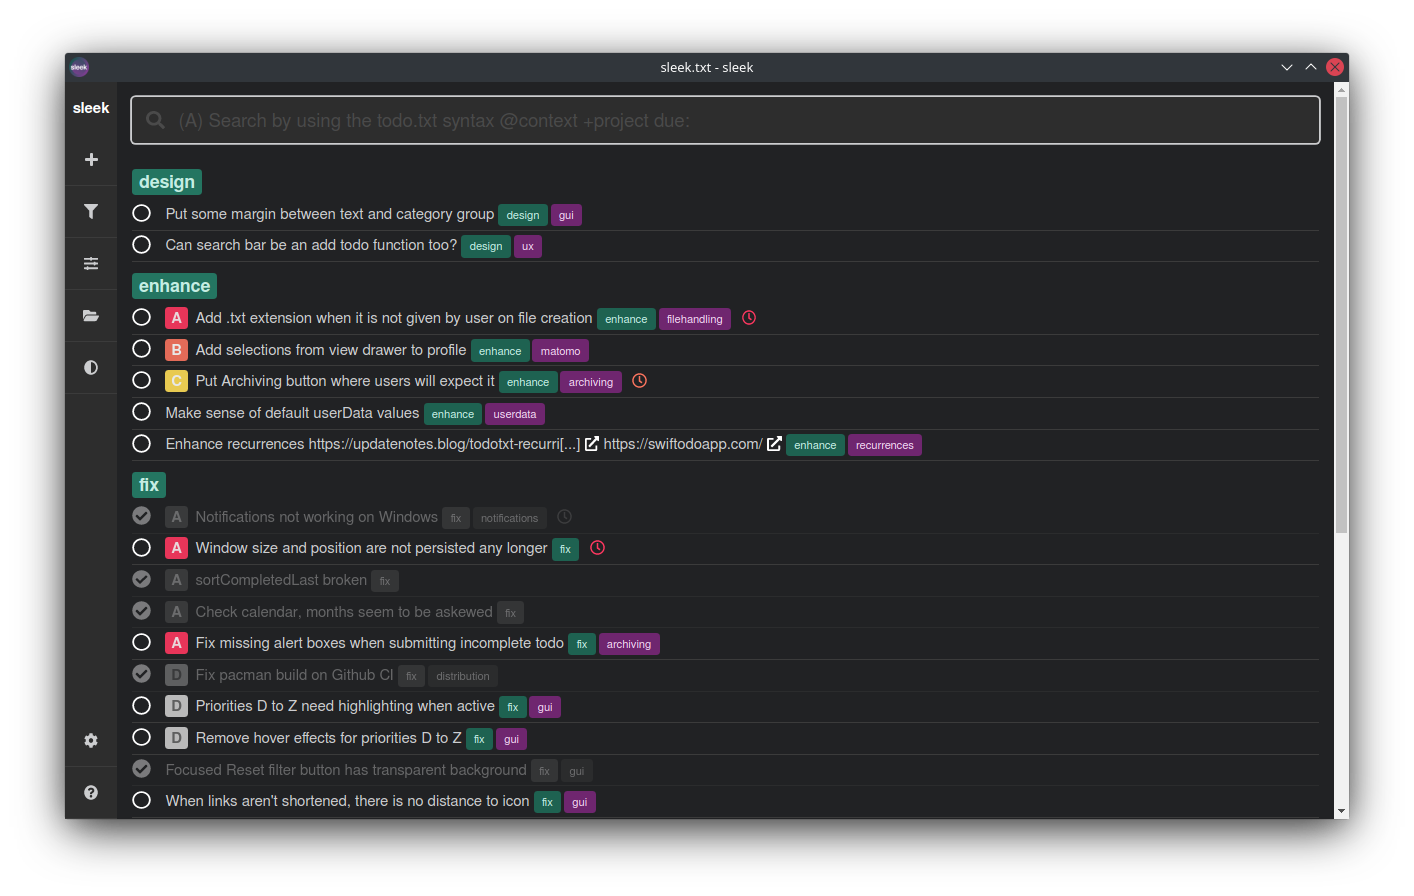 sleek
sleek.txt - sleek
sleek
(A) Search by using the todo.txt syntax @context +project due:
design
Put some margin between text and category group design gui
Can search bar be an add todo function too? design ux
enhance
A Add .txt extension when it is not given by user on file creation enhance filehandling
B Add selections from view drawer to profile enhance matomo
C Put Archiving button where users will expect it enhance archiving
Make sense of default userData values enhance userdata
Enhance recurrences https://updatenotes.blog/todotxt-recurri[...] https://swiftodoapp.com/ enhance recurrences
fix
A Notifications not working on Windows fix notifications
A Window size and position are not persisted any longer fix
A sortCompletedLast broken fix
A Check calendar, months seem to be askewed fix
A Fix missing alert boxes when submitting incomplete todo fix archiving
D Fix pacman build on Github CI fix distribution
D Priorities D to Z need highlighting when active fix gui
D Remove hover effects for priorities D to Z fix gui
Focused Reset filter button has transparent background fix gui
When links aren't shortened, there is no distance to icon fix gui